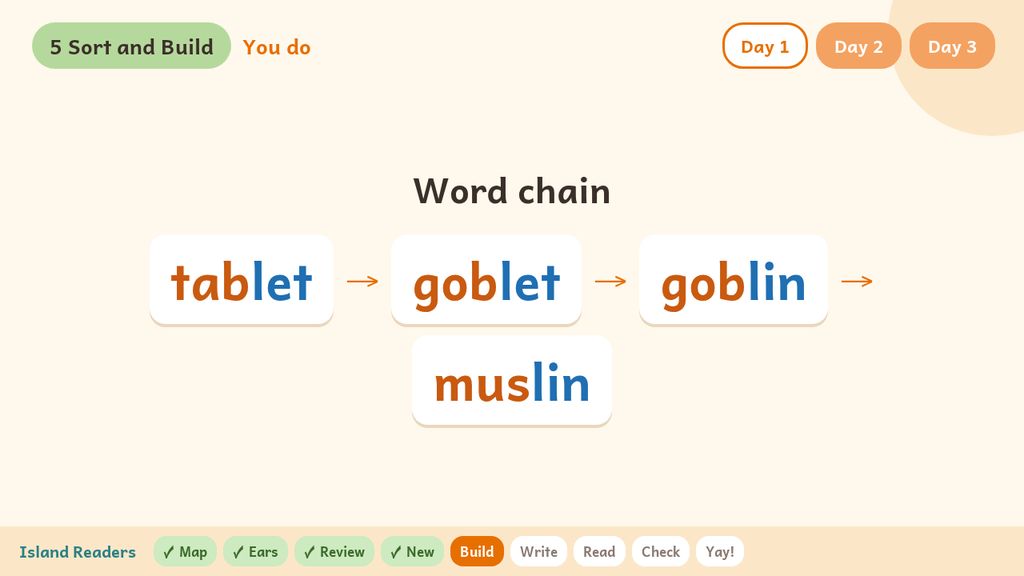 5 Sort and Build You do Day 1 Day 2 Day 3
Word chain
tablet → goblet → goblin →
muslin
Island Readers ✓ Map ✓ Ears ✓ Review ✓ New Build Write Read Check Yay!